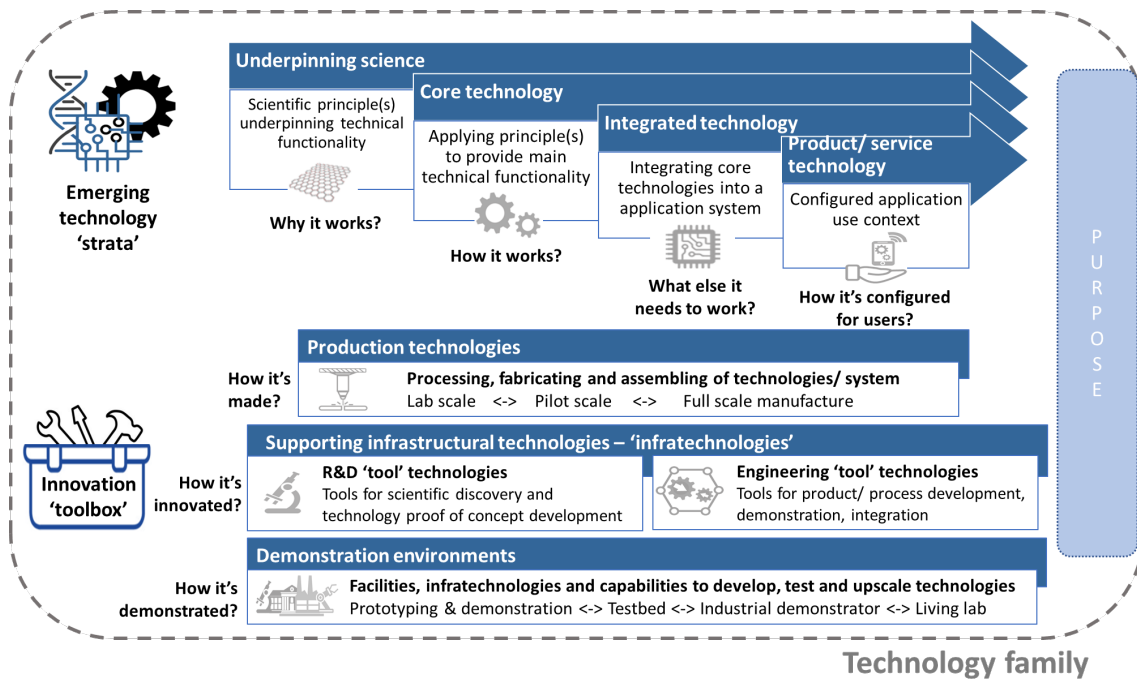 Underpinning science
Scientific principle(s)
underpinning technical
functionality
Why it works?
Core technology
Applying principle(s)
to provide main
technical functionality
How it works?
Integrated technology
Integrating core
technologies into a
application system
What else it
needs to work?
Product/ service
technology
Configured application
use context
How it's configured
for users?
Emerging
technology
'strata'
PURPOSE
Production technologies
How it's
made?
Processing, fabricating and assembling of technologies/ system
Lab scale <-> Pilot scale <-> Full scale manufacture
Innovation
'toolbox'
Supporting infrastructural technologies – 'infratechnologies'
How it's
innovated?
R&D 'tool' technologies
Tools for scientific discovery and
technology proof of concept development
Engineering 'tool' technologies
Tools for product/ process development,
demonstration, integration
Demonstration environments
How it's
demonstrated?
Facilities, infratechnologies and capabilities to develop, test and upscale technologies
Prototyping & demonstration <-> Testbed <-> Industrial demonstrator <-> Living lab
Technology family